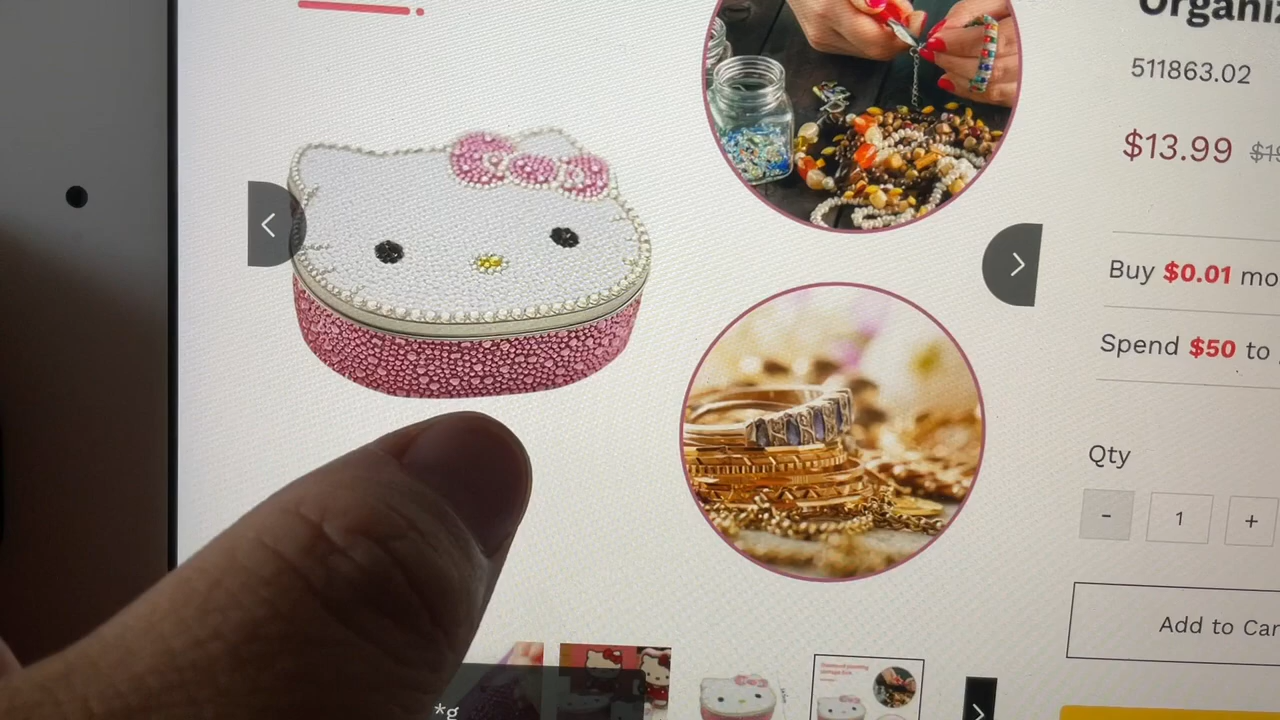 Organiz
511863.02
$13.99
Buy $0.01 mo
Spend $50 to
Qty
- 1 +
Add to Car
*g